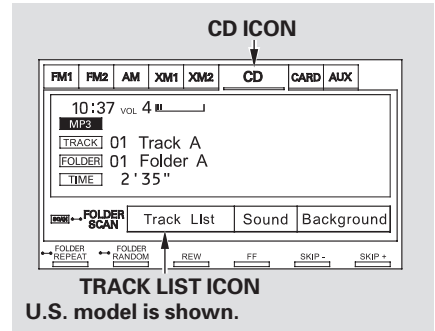 CD ICON
FM1 FM2 AM XM1 XM2 CD CARD AUX
10:37 VOL 4
MP3
TRACK 01 Track A
FOLDER 01 Folder A
TIME 2'35"
SCAN FOLDER SCAN Track List Sound Background
FOLDER REPEAT FOLDER RANDOM REW FF SKIP - SKIP +
TRACK LIST ICON
U.S. model is shown.